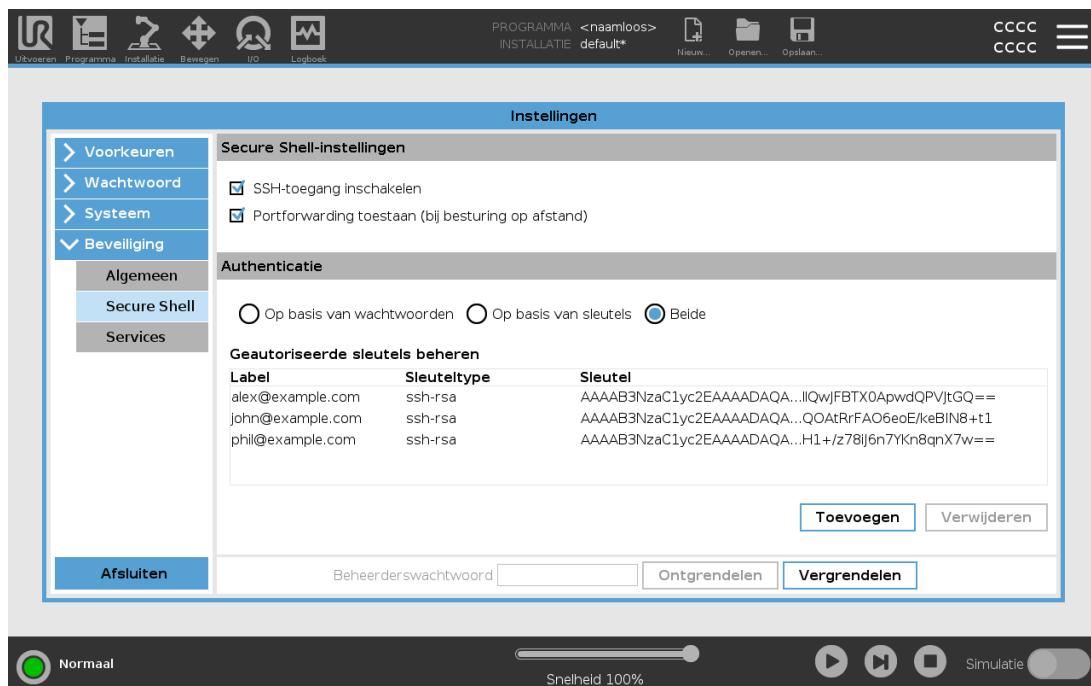 PROGRAMMA <naamloos>
INSTALLATIE default*
CCCC
CCCC
Uitvoeren Programma Installatie Bewegen I/O Logboek Nieuw... Openen... Opslaan...
Instellingen
Voorkeuren
Wachtwoord
Systeem
Beveiliging
Algemeen
Secure Shell
Services
Afsluiten
Secure Shell-instellingen
SSH-toegang inschakelen
Portforwarding toestaan (bij besturing op afstand)
Authenticatie
Op basis van wachtwoorden Op basis van sleutels Beide
Geautoriseerde sleutels beheren
Label Sleuteltype Sleutel
alex@example.com ssh-rsa AAAAB3NzaC1yc2EAAAADAQA...llQwJFBTX0ApwdQPVJtGQ==
john@example.com ssh-rsa AAAAB3NzaC1yc2EAAAADAQA...QOAtRrFAO6eoE/keBIN8+t1
phil@example.com ssh-rsa AAAAB3NzaC1yc2EAAAADAQA...H1+/z78iJ6n7YKn8qnX7w==
Toevoegen Verwijderen
Beheerderswachtwoord Ontgrendelen Vergrendelen
Normaal
Snelheid 100%
Simulatie